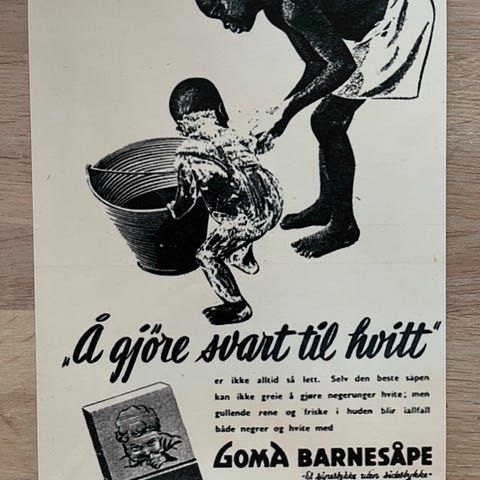 „Å gjöre svart til hvitt"
er ikke alltid så lett. Selv den beste såpen
kan ikke greie å gjøre negerunger hvite; men
gullende rene og friske i huden blir iallfall
både negrer og hvite med
GOMA BARNESÅPE